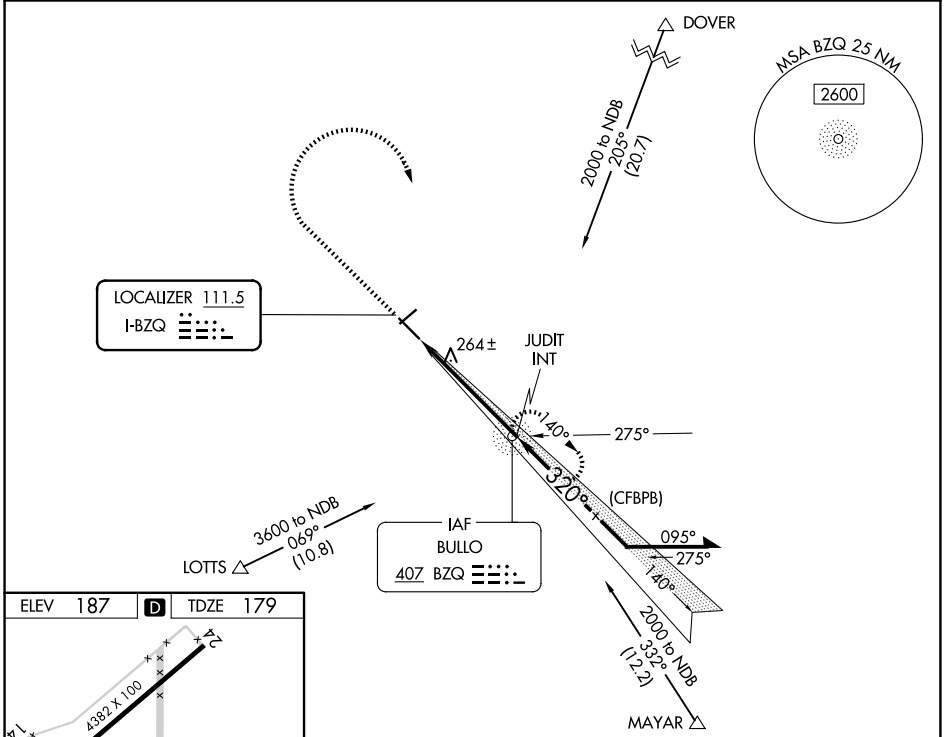 DOVER
MSA BZQ 25 NM
2600
2000 to NDB
205°
(20.7)
LOCALIZER 111.5
I-BZQ
264±
JUDIT
INT
140°
275°
320°
(CFBPB)
3600 to NDB
069°
(10.8)
LOTTS
IAF
BULLO
407 BZQ
095°
275°
140°
2000 to NDB
332°
(12.2)
MAYAR
ELEV 187 D TDZE 179
24
4382 X 100
14